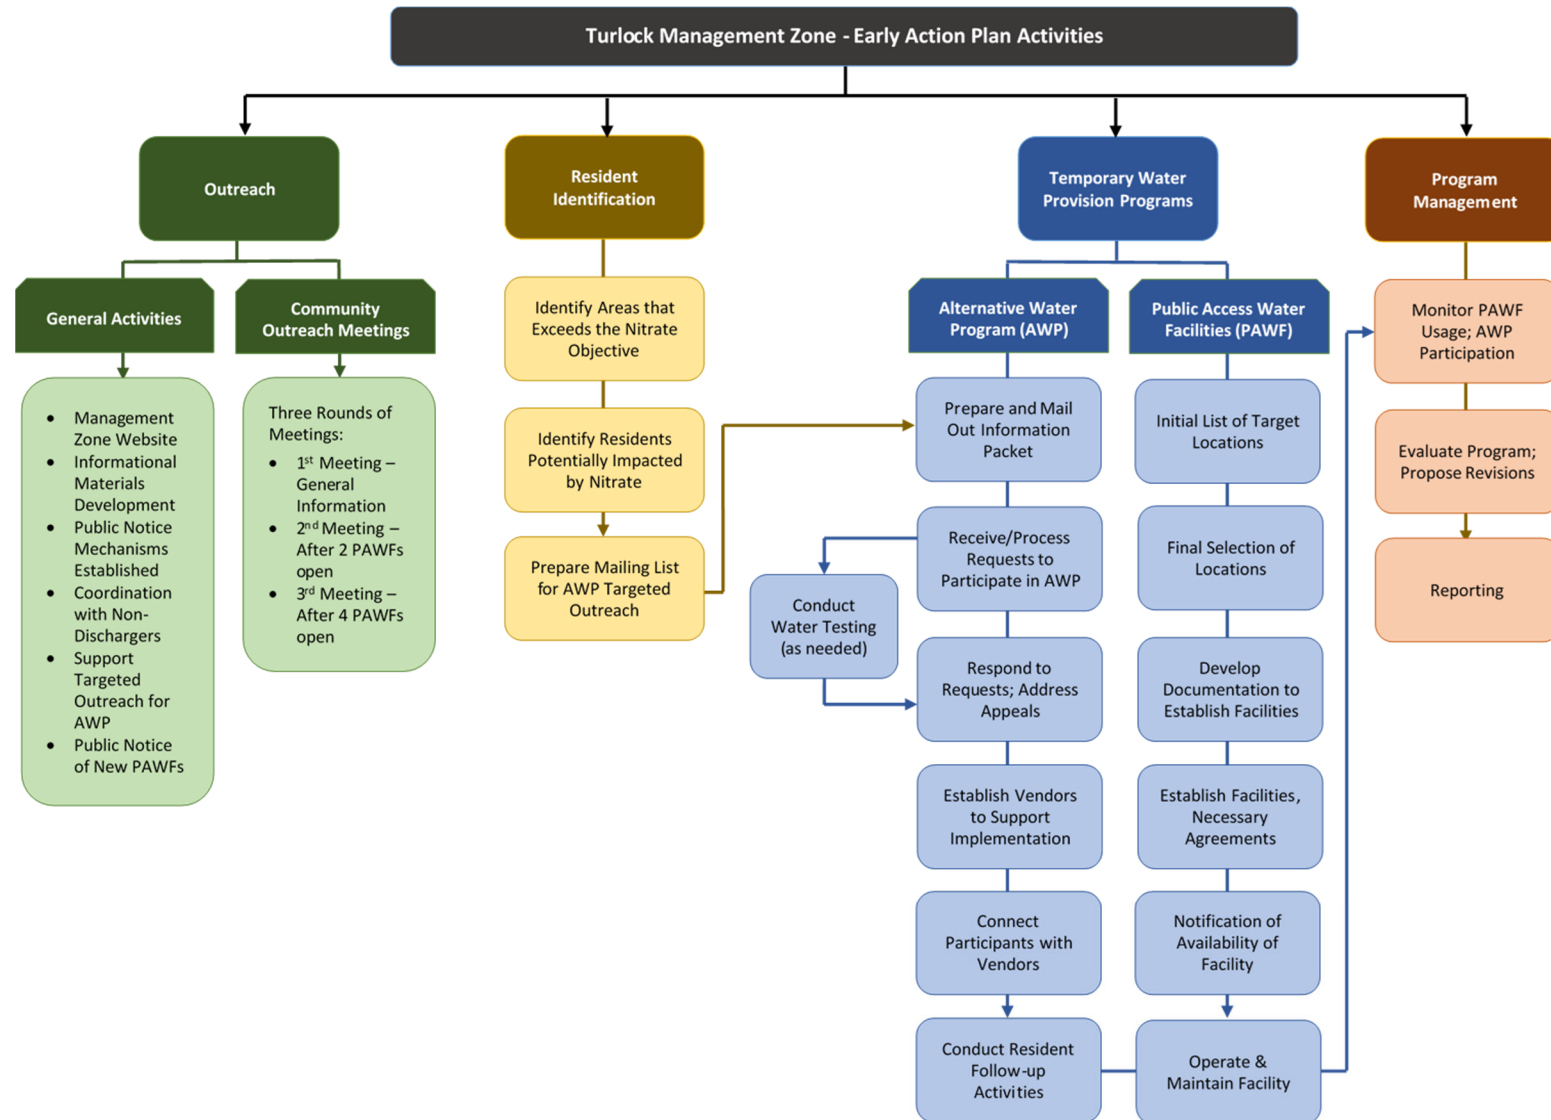 Turlock Management Zone - Early Action Plan Activities
Outreach
General Activities
• Management
Zone Website
• Informational
Materials
Development
• Public Notice
Mechanisms
Established
• Coordination
with Non-
Dischargers
• Support
Targeted
Outreach for
AWP
• Public Notice
of New PAWFs
Community
Outreach Meetings
Three Rounds of
Meetings:
• 1st Meeting –
General
Information
• 2nd Meeting –
After 2 PAWFs
open
• 3rd Meeting –
After 4 PAWFs
open
Resident
Identification
Identify Areas that
Exceeds the Nitrate
Objective
Identify Residents
Potentially Impacted
by Nitrate
Prepare Mailing List
for AWP Targeted
Outreach
Temporary Water
Provision Programs
Alternative Water
Program (AWP)
Prepare and Mail
Out Information
Packet
Receive/Process
Requests to
Participate in AWP
Conduct
Water Testing
(as needed)
Respond to
Requests; Address
Appeals
Establish Vendors
to Support
Implementation
Connect
Participants with
Vendors
Conduct Resident
Follow-up
Activities
Public Access Water
Facilities (PAWF)
Initial List of Target
Locations
Final Selection of
Locations
Develop
Documentation to
Establish Facilities
Establish Facilities,
Necessary
Agreements
Notification of
Availability of
Facility
Operate &
Maintain Facility
Program
Management
Monitor PAWF
Usage; AWP
Participation
Evaluate Program;
Propose Revisions
Reporting